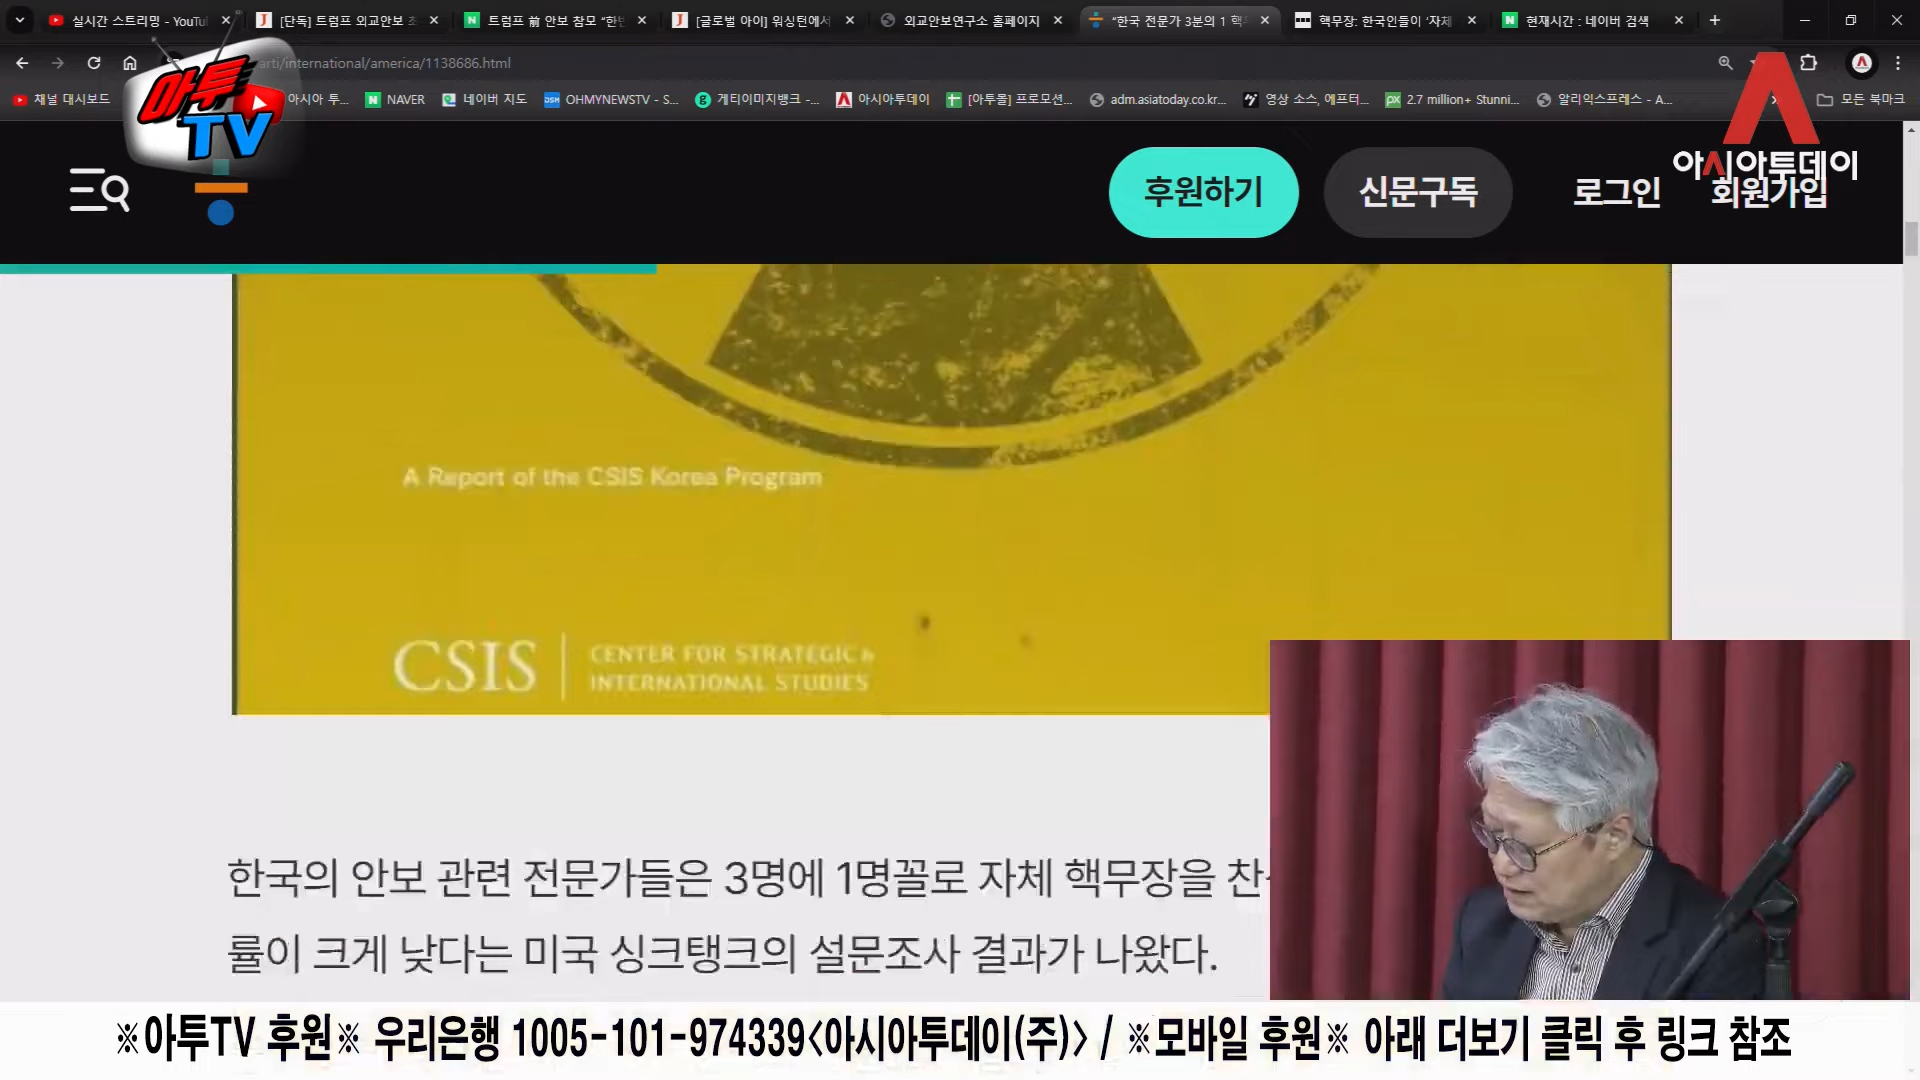 실시간 스트리밍 - YouTu
[단독] 트럼프 외교안보 초
트럼프 前 안보 참모 “한반
[글로벌 아이] 워싱턴에서
외교안보연구소 홈페이지
“한국 전문가 3분의 1 핵
핵무장: 한국인들이 ‘자체
현재시간 : 네이버 검색
arti/international/america/1138686.html
채널 대시보드
아시아 투...
NAVER
네이버 지도
OHMYNEWSTV - S...
게티이미지뱅크 -...
아시아투데이
[아투몰] 프로모션...
adm.asiatoday.co.kr...
영상 소스, 에프터...
2.7 million+ Stunni...
알리익스프레스 - A...
모든 북마크
아투
TV
아시아투데이
후원하기
신문구독
로그인
회원가입
A Report of the CSIS Korea Program
CSIS
CENTER FOR STRATEGIC &
INTERNATIONAL STUDIES
한국의 안보 관련 전문가들은 3명에 1명꼴로 자체 핵무장을
률이 크게 낮다는 미국 싱크탱크의 설문조사 결과가 나왔다.
※아투TV 후원※ 우리은행 1005-101-974339<아시아투데이(주)> / ※모바일 후원※ 아래 더보기 클릭 후 링크 참조